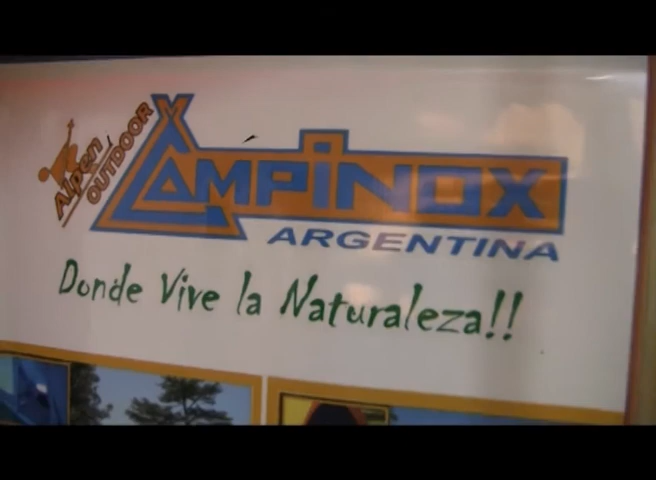 Alpen
OUTDOOR
CAMPINOX
ARGENTINA
Donde Vive la Naturaleza!!